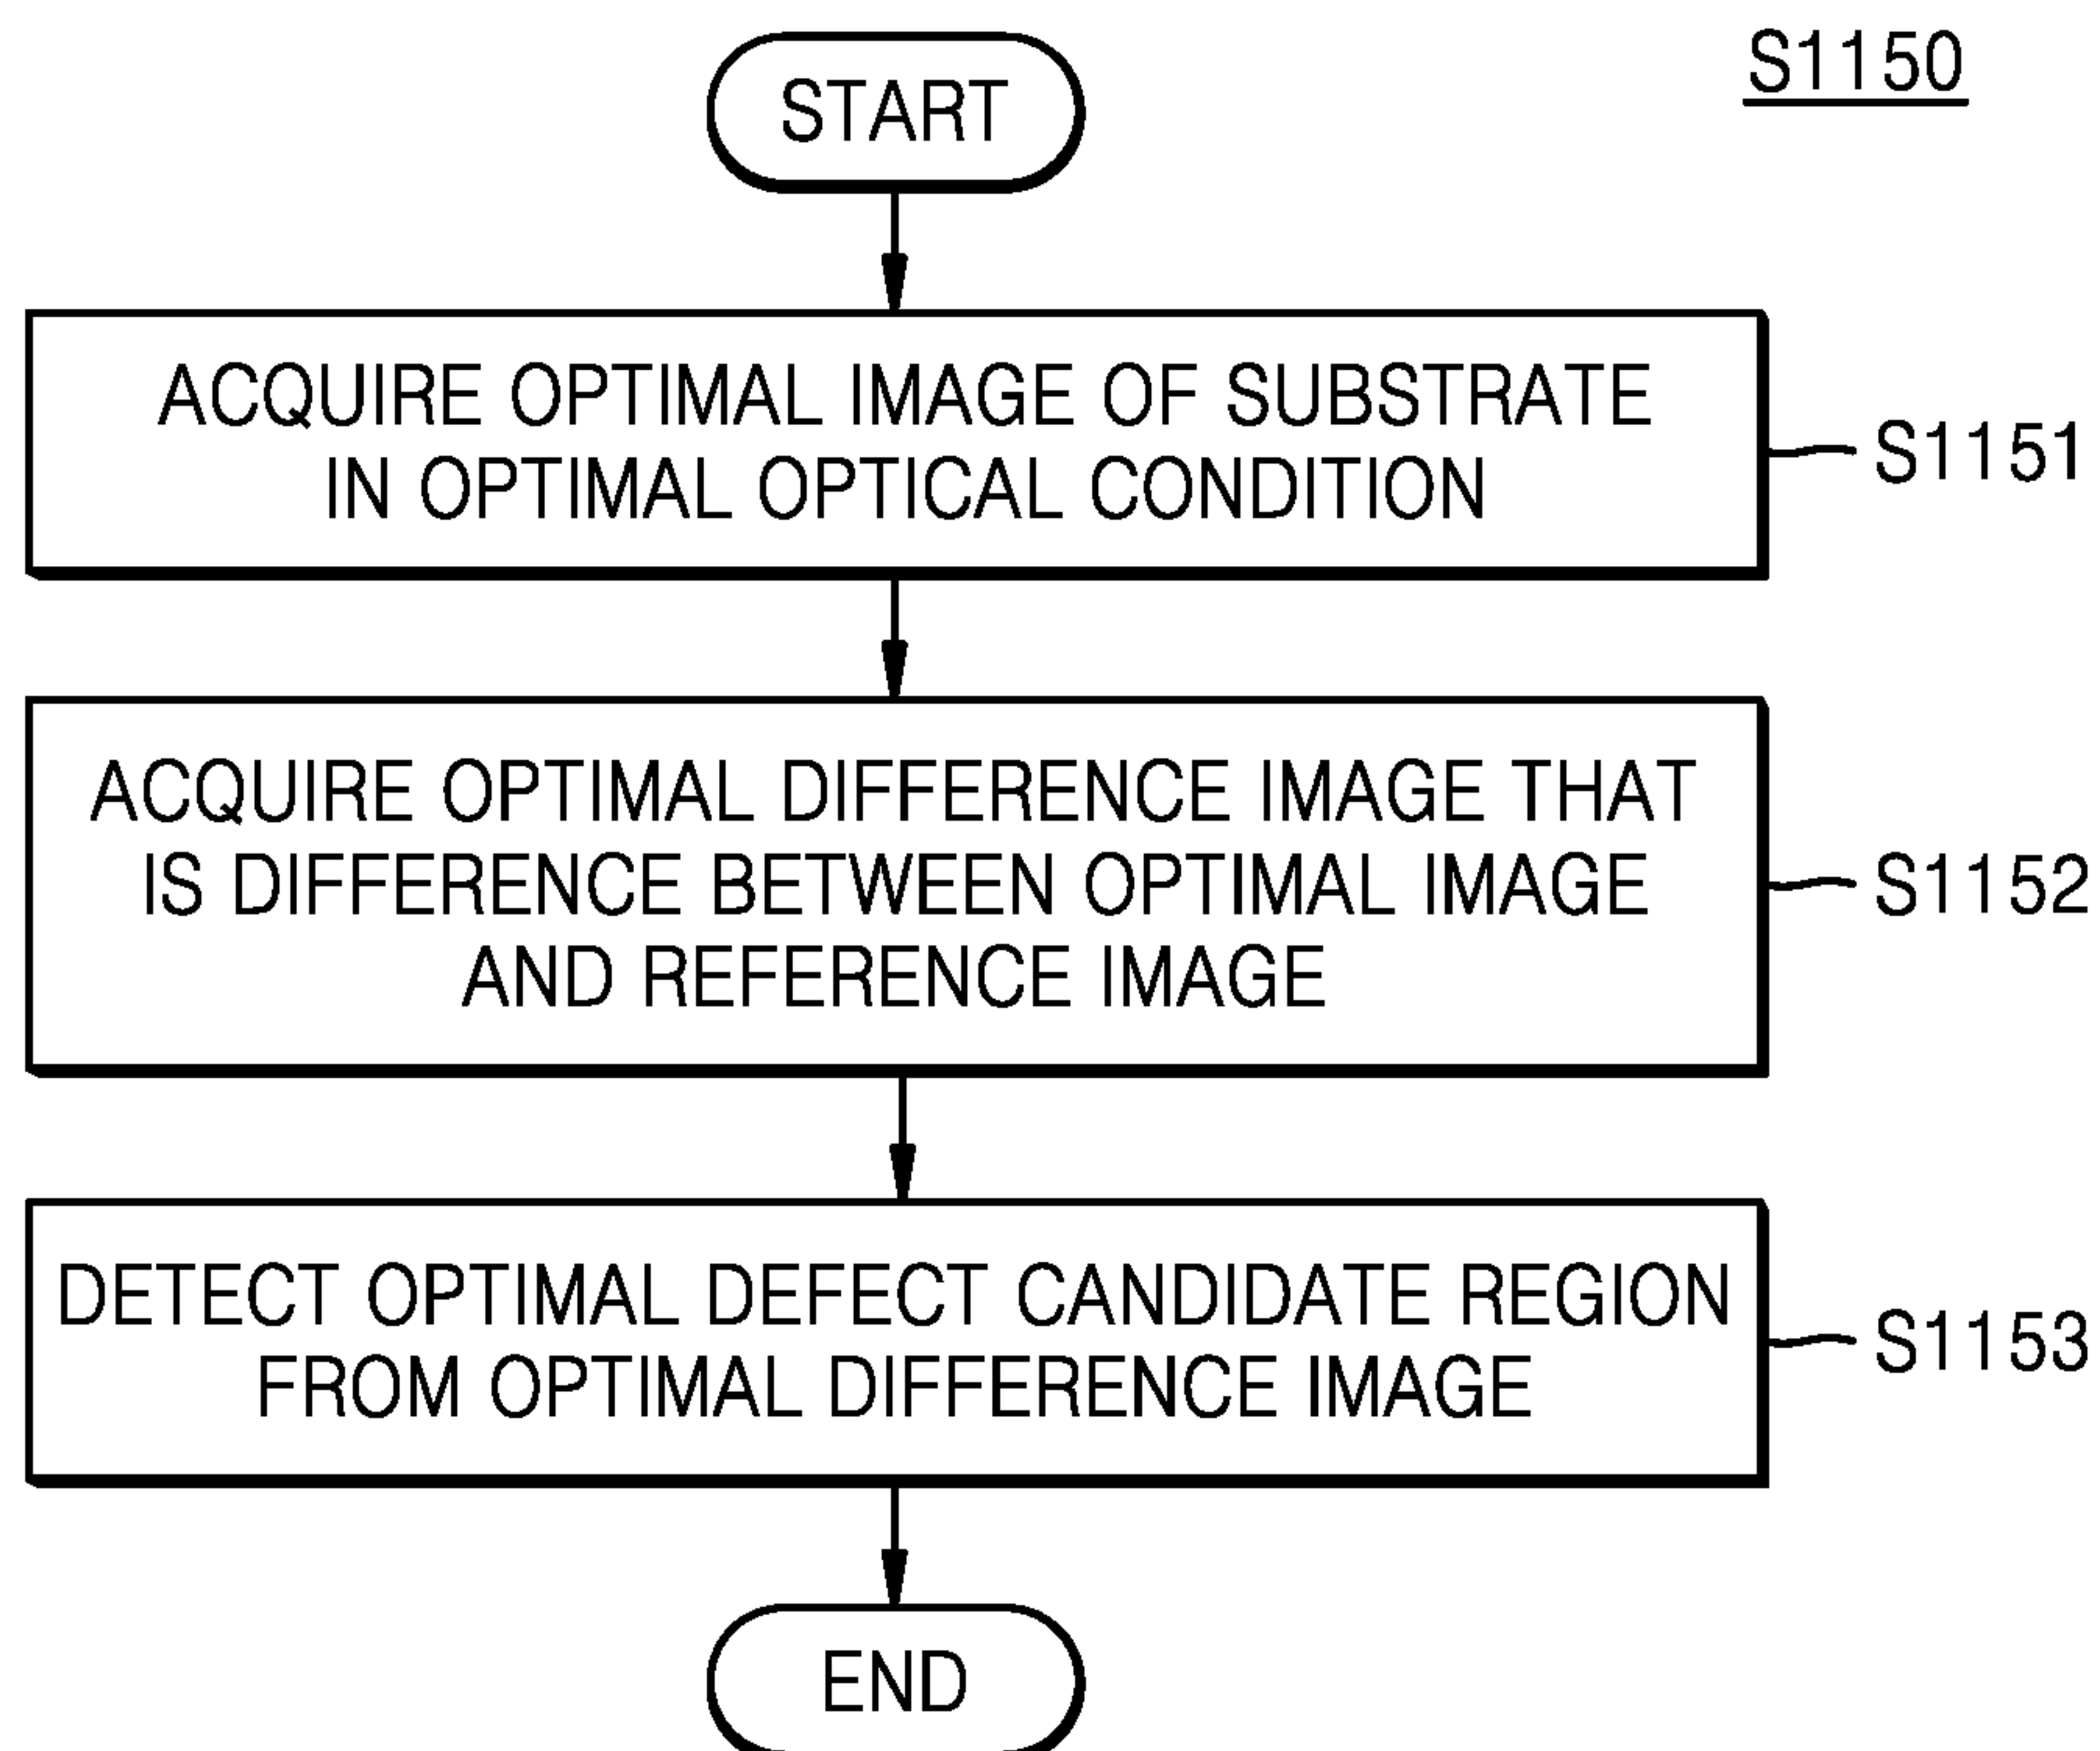 S1150
START
ACQUIRE OPTIMAL IMAGE OF SUBSTRATE
IN OPTIMAL OPTICAL CONDITION
S1151
ACQUIRE OPTIMAL DIFFERENCE IMAGE THAT
IS DIFFERENCE BETWEEN OPTIMAL IMAGE
AND REFERENCE IMAGE
S1152
DETECT OPTIMAL DEFECT CANDIDATE REGION
FROM OPTIMAL DIFFERENCE IMAGE
S1153
END